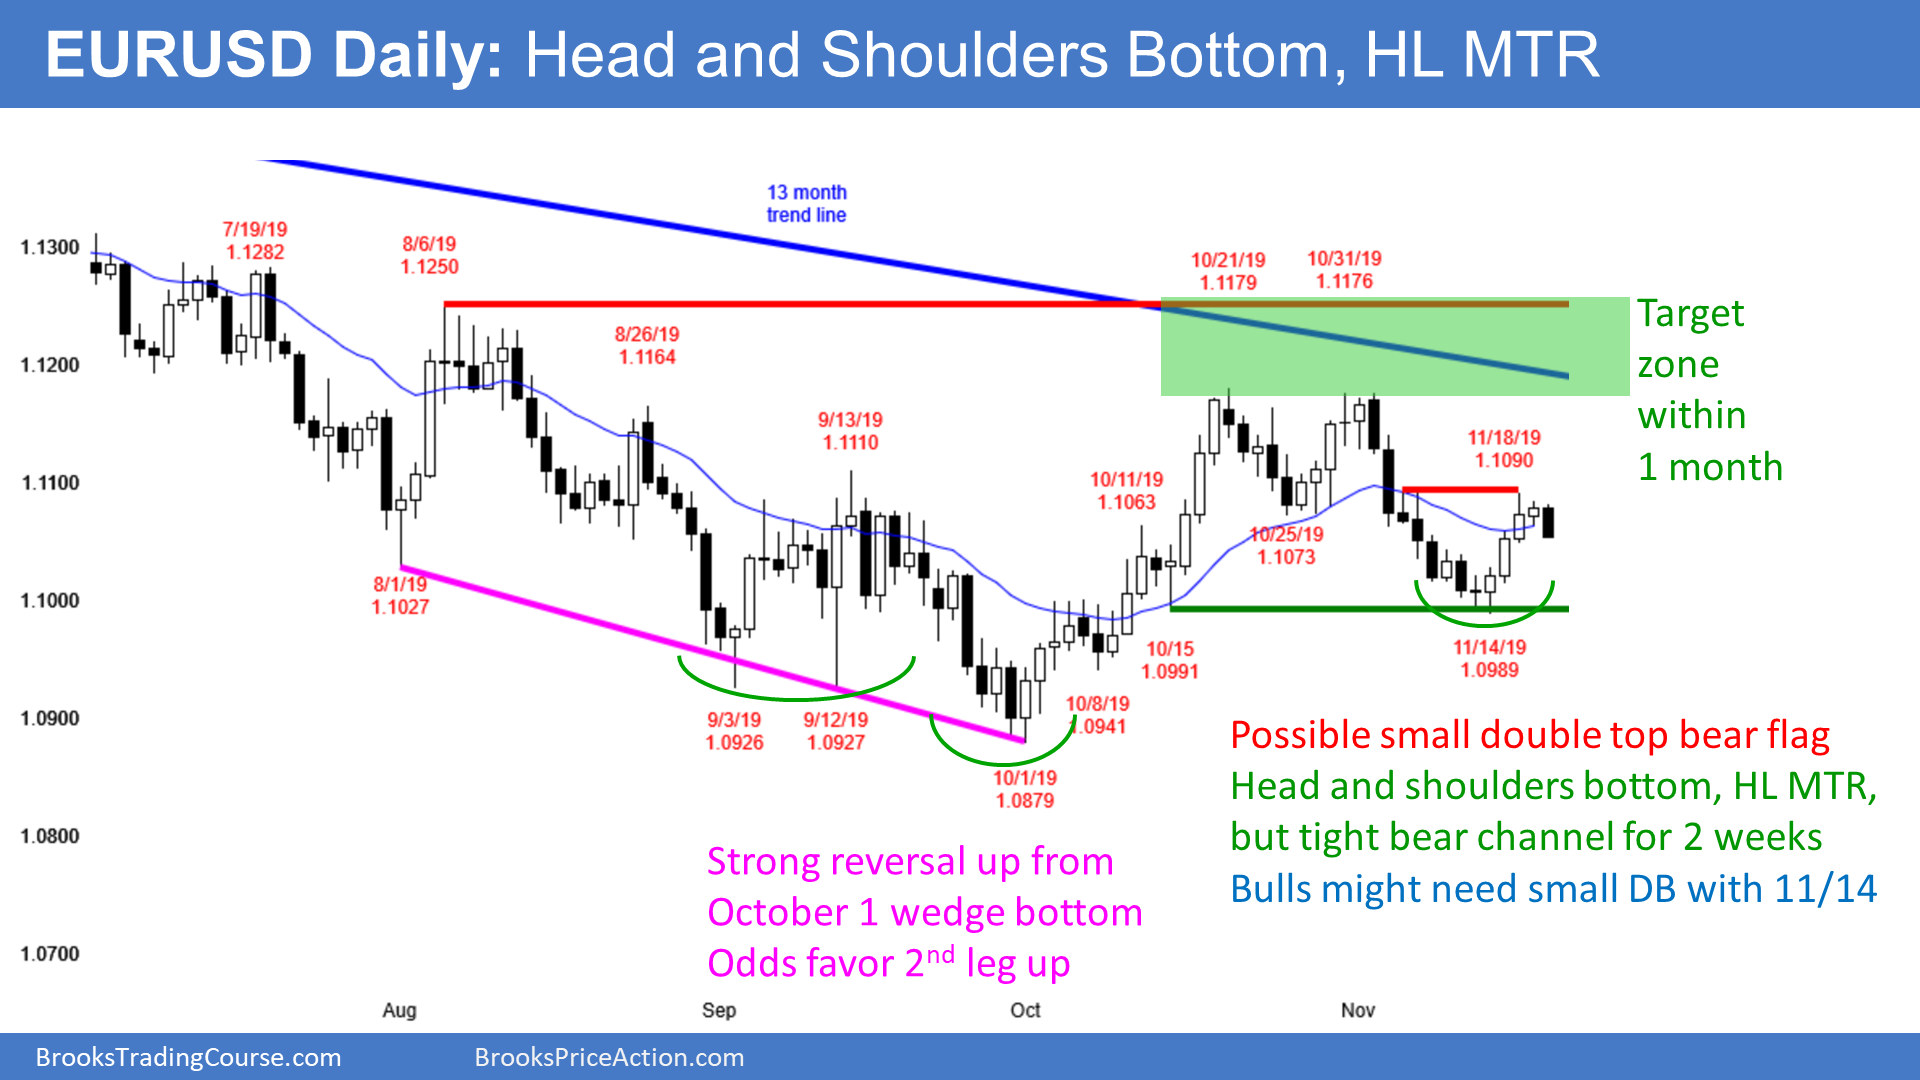 EURUSD Daily: Head and Shoulders Bottom, HL MTR
13 month
trend line
7/19/19
1.1282
8/6/19
1.1250
10/21/19
1.1179
10/31/19
1.1176
1.1300
1.1200
1.1100
1.1000
1.0900
1.0800
1.0700
8/26/19
1.1164
9/13/19
1.1110
10/11/19
1.1063
11/18/19
1.1090
10/25/19
1.1073
8/1/19
1.1027
10/15
1.0991
11/14/19
1.0989
9/3/19
1.0926
9/12/19
1.0927
10/8/19
1.0941
10/1/19
1.0879
Target
zone
within
1 month
Possible small double top bear flag
Head and shoulders bottom, HL MTR,
but tight bear channel for 2 weeks
Bulls might need small DB with 11/14
Strong reversal up from
October 1 wedge bottom
Odds favor 2nd leg up
Aug
Sep
Oct
Nov
BrooksTradingCourse.com
BrooksPriceAction.com